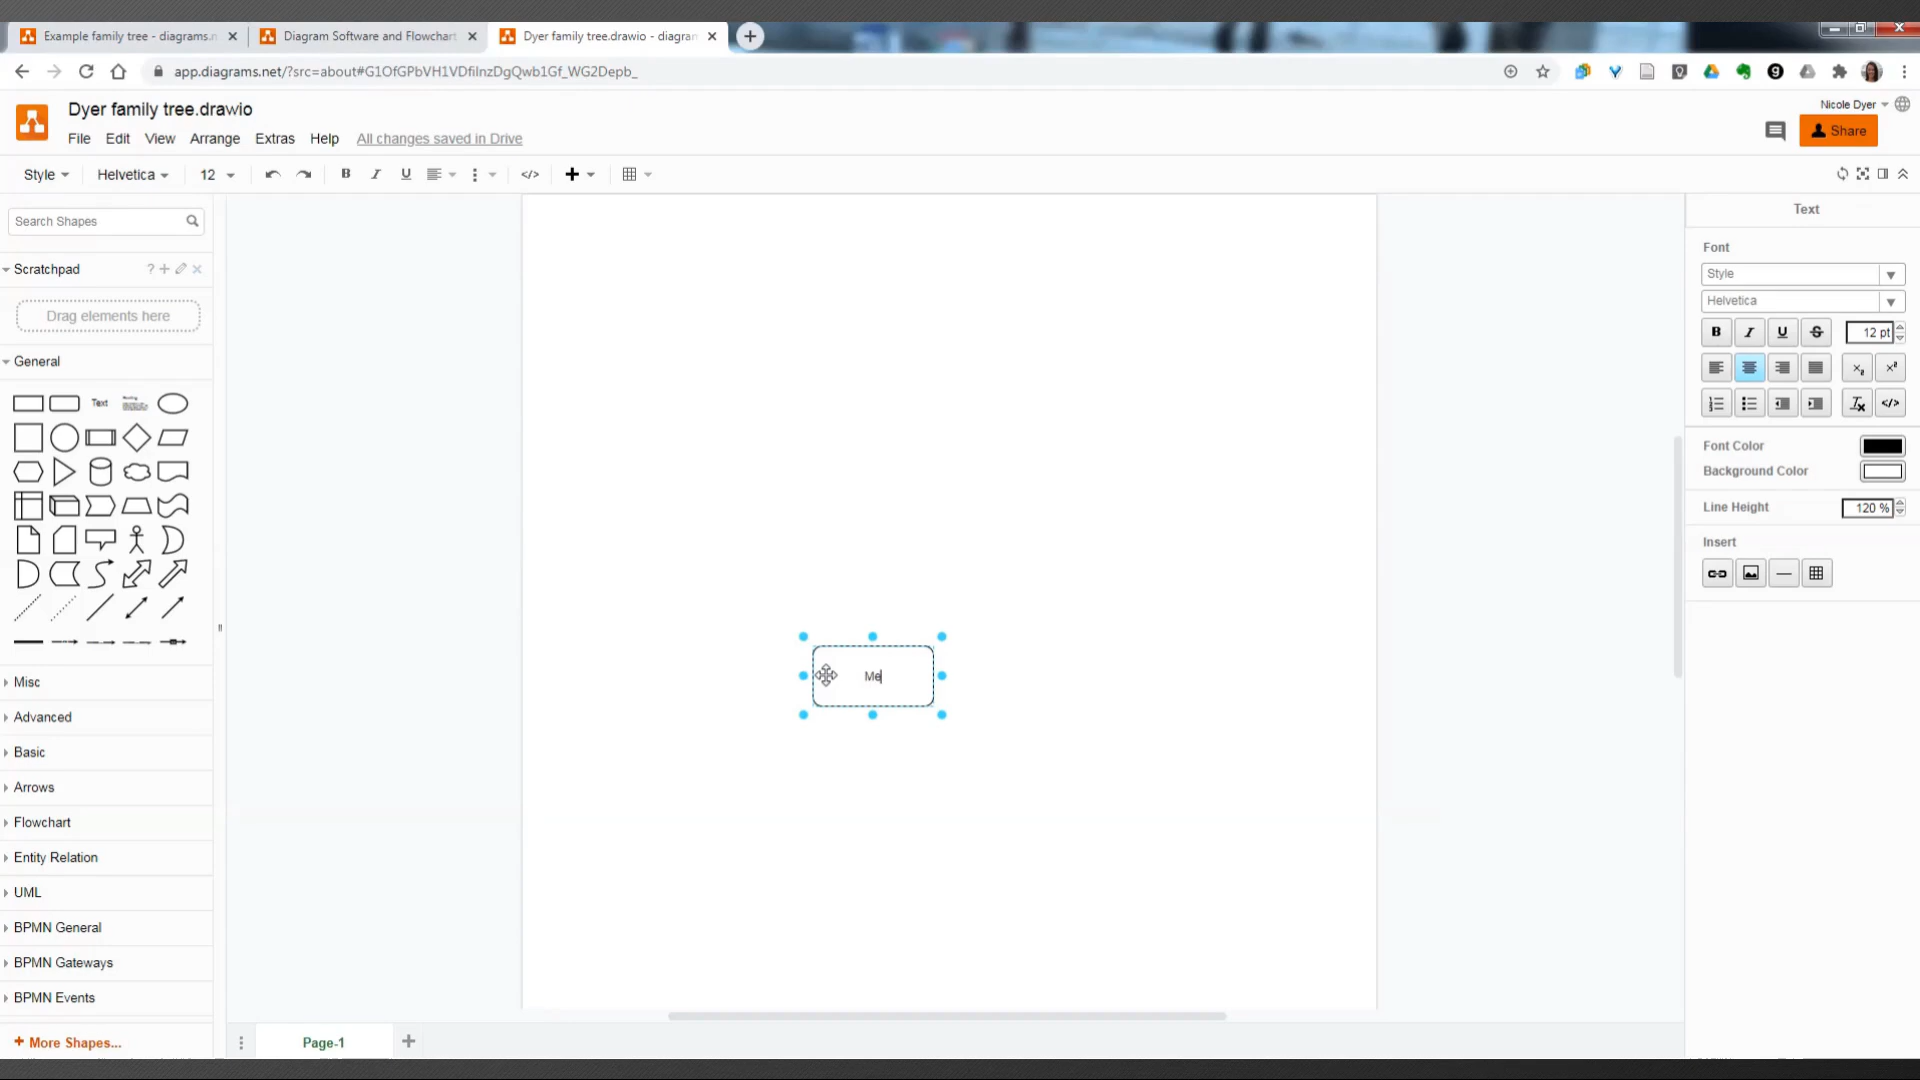 Example family tree - diagrams.n
Diagram Software and Flowchart
Dyer family tree.drawio - diagran
app.diagrams.net/?src=about#G1OfGPbVH1VDfiInzDgQwb1Gf_WG2Depb_
Dyer family tree.drawio
Nicole Dyer
File Edit View Arrange Extras Help All changes saved in Drive
Share
Style Helvetica 12 B I U </>
Search Shapes
Text
Scratchpad ?
Font
Style
Drag elements here
Helvetica
B I U S 12 pt
General
Text
Font Color
Background Color
Line Height 120 %
Insert
Me
Misc
Advanced
Basic
Arrows
Flowchart
Entity Relation
UML
BPMN General
BPMN Gateways
BPMN Events
+ More Shapes...
Page-1